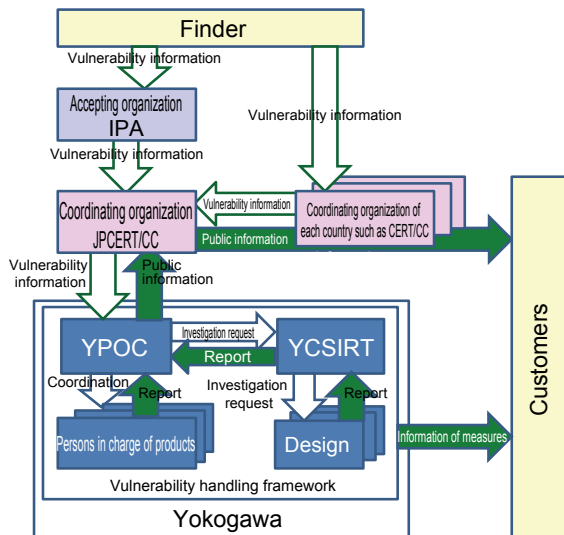 Finder
Vulnerability information
Accepting organization
IPA
Vulnerability information
Vulnerability information
Coordinating organization
JPCERT/CC
Vulnerability information
Coordinating organization of
each country such as CERT/CC
Public information
Vulnerability
information
Public
information
YPOC
Investigation request
Report
YCSIRT
Coordination
Report
Investigation
request
Report
Persons in charge of products
Design
Information of measures
Vulnerability handling framework
Yokogawa
Customers